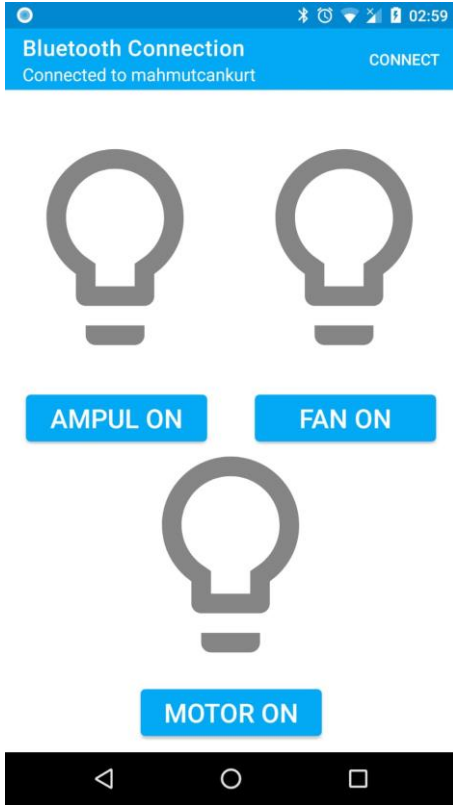 02:59
Bluetooth Connection
Connected to mahmutcankurt
CONNECT
AMPUL ON
FAN ON
MOTOR ON